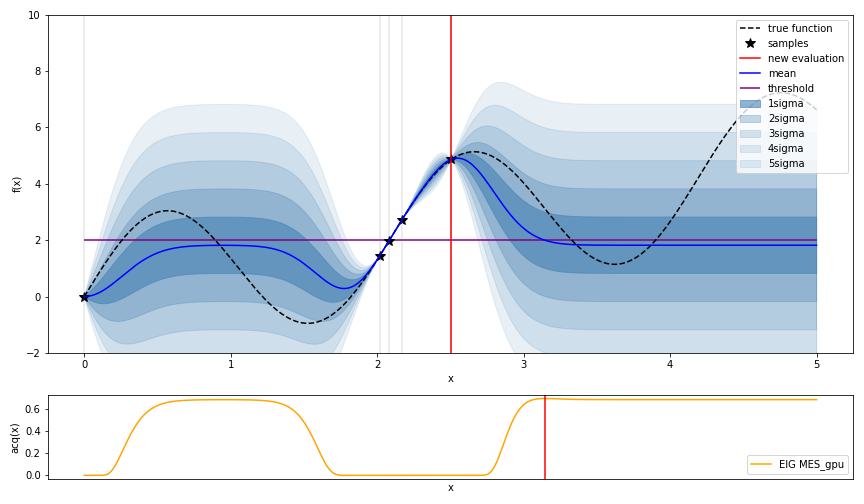 10
8
6
4
2
0
−2
f(x)
0 1 2 3 4 5
x
true function
samples
new evaluation
mean
threshold
1sigma
2sigma
3sigma
4sigma
5sigma
0.6
0.4
0.2
0.0
acq(x)
EIG MES_gpu
x